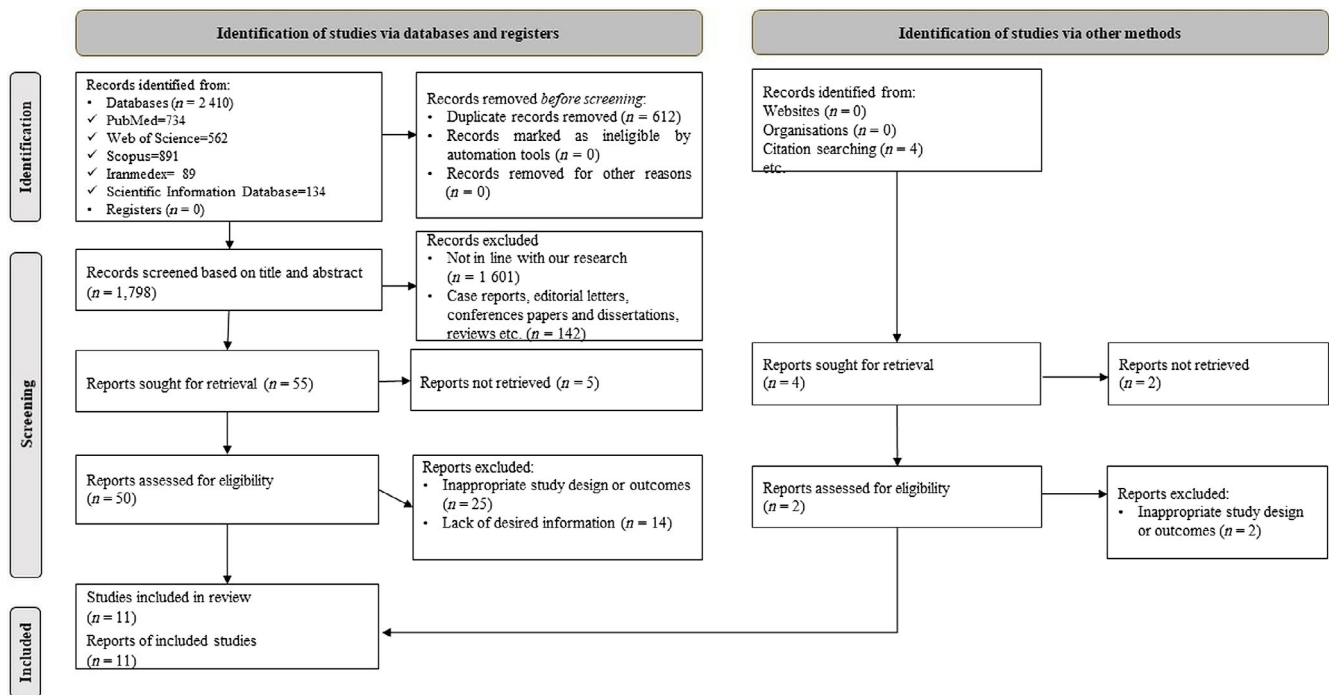 Identification of studies via databases and registers
Identification of studies via other methods
Identification
Records identified from:
• Databases (n = 2 410)
✓ PubMed=734
✓ Web of Science=562
✓ Scopus=891
✓ Iranmedex= 89
✓ Scientific Information Database=134
• Registers (n = 0)
Records removed before screening:
• Duplicate records removed (n = 612)
• Records marked as ineligible by
automation tools (n = 0)
• Records removed for other reasons
(n = 0)
Records identified from:
Websites (n = 0)
Organisations (n = 0)
Citation searching (n = 4)
etc.
Screening
Records screened based on title and abstract
(n = 1,798)
Records excluded
• Not in line with our research
(n = 1 601)
• Case reports, editorial letters,
conferences papers and dissertations,
reviews etc. (n = 142)
Reports sought for retrieval (n = 55)
Reports not retrieved (n = 5)
Reports sought for retrieval
(n = 4)
Reports not retrieved
(n = 2)
Reports assessed for eligibility
(n = 50)
Reports excluded:
• Inappropriate study design or outcomes
(n = 25)
• Lack of desired information (n = 14)
Reports assessed for eligibility
(n = 2)
Reports excluded:
• Inappropriate study design
or outcomes (n = 2)
Included
Studies included in review
(n = 11)
Reports of included studies
(n = 11)